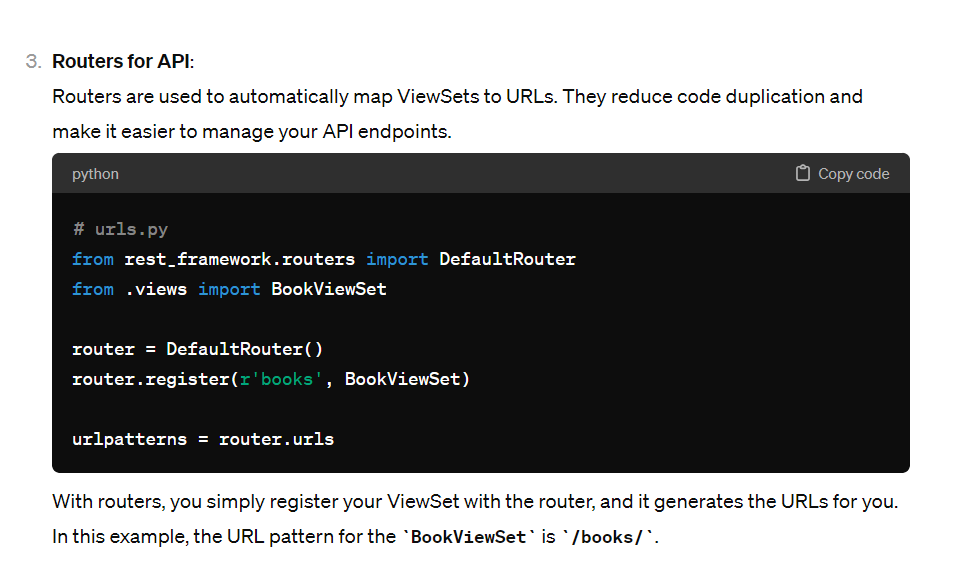 3. Routers for API:
Routers are used to automatically map ViewSets to URLs. They reduce code duplication and
make it easier to manage your API endpoints.
python Copy code
# urls.py
from rest_framework.routers import DefaultRouter
from .views import BookViewSet
router = DefaultRouter()
router.register(r'books', BookViewSet)
urlpatterns = router.urls
With routers, you simply register your ViewSet with the router, and it generates the URLs for you.
In this example, the URL pattern for the `BookViewSet` is `/books/`.